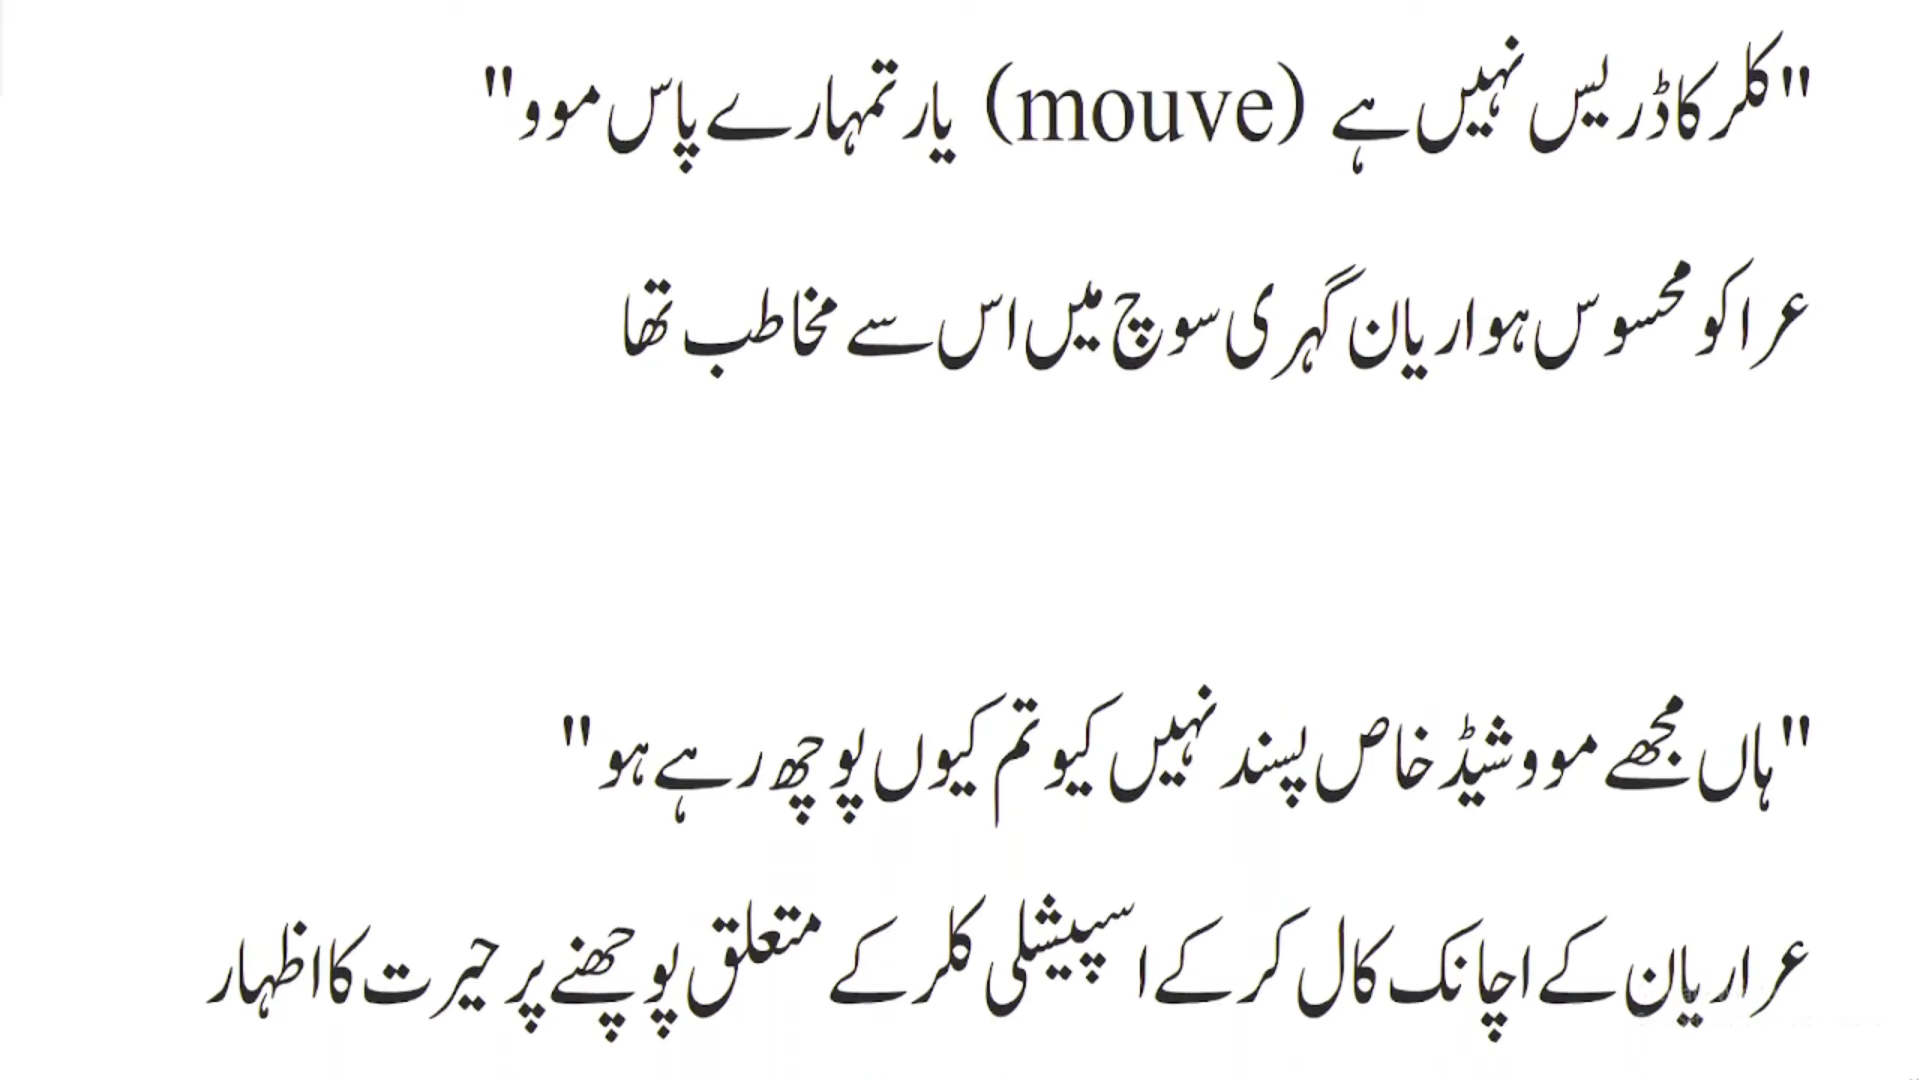 "کلر کا ڈریس نہیں ہے (mouve) یار تمہارے پاس موو"
عرا کو محسوس ہوا ریان گہری سوچ میں اس سے مخاطب تھا
"ہاں مجھے موو شیڈ خاص پسند نہیں کیو تم کیوں پوچھ رہے ہو"
عرا ریان کے اچانک کال کر کے اسپیشلی کلر کے متعلق پوچھنے پر حیرت کا اظہار